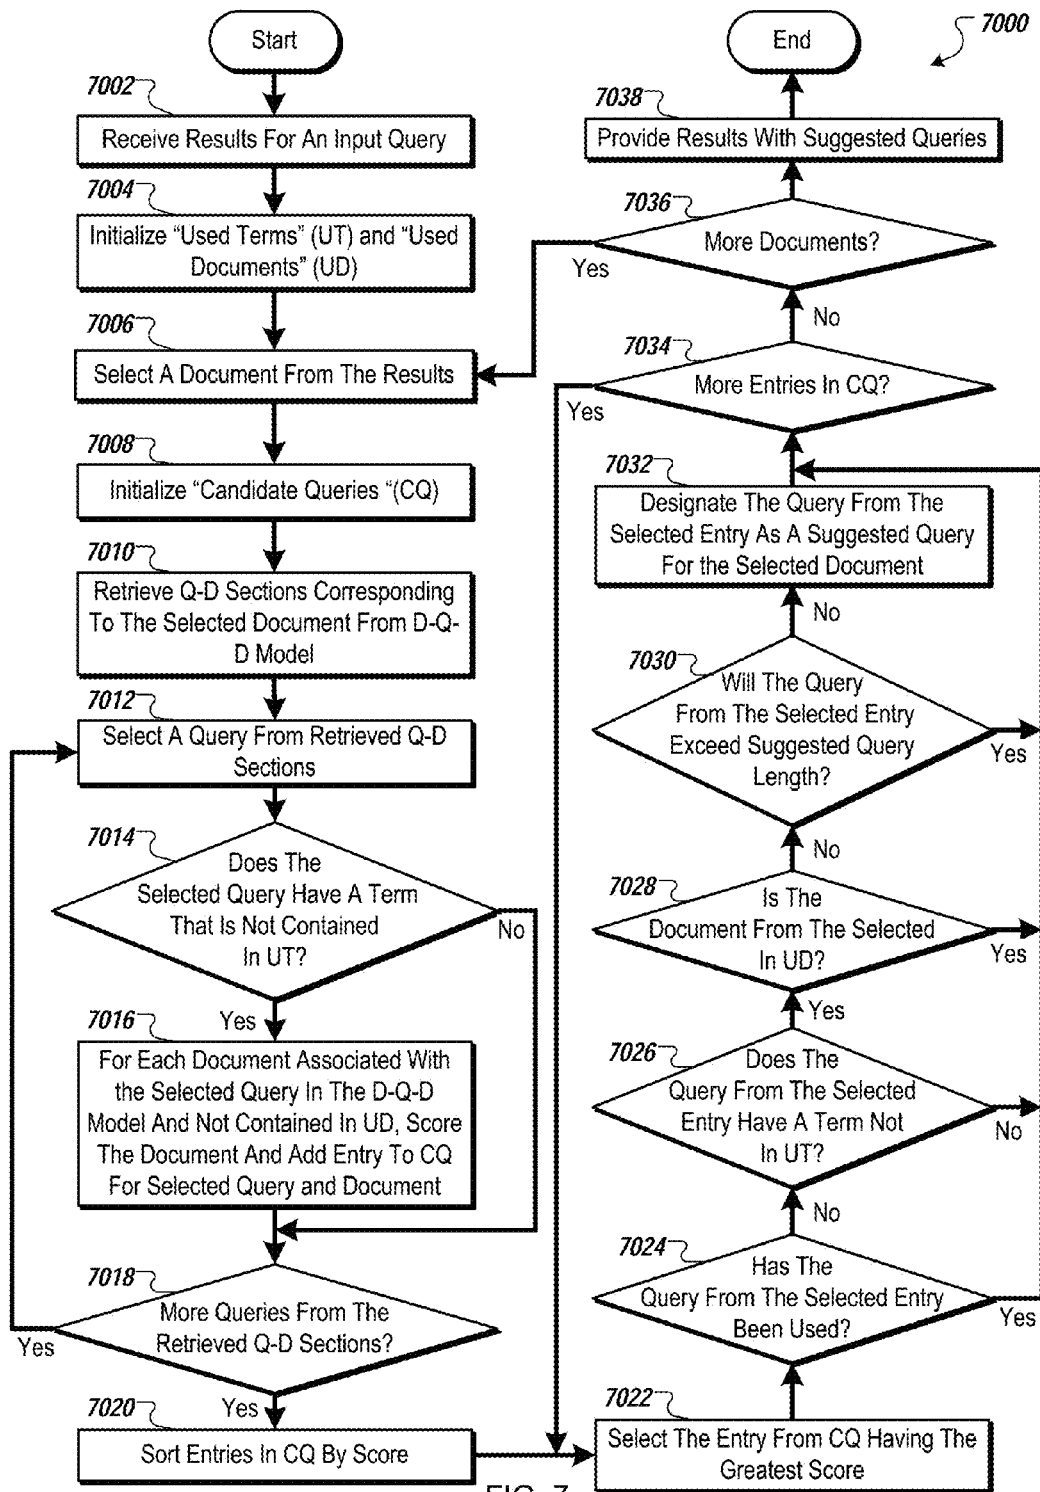 Start
7002
Receive Results For An Input Query
7004
Initialize “Used Terms” (UT) and “Used
Documents” (UD)
7006
Select A Document From The Results
7008
Initialize “Candidate Queries “(CQ)
7010
Retrieve Q-D Sections Corresponding
To The Selected Document From D-Q-
D Model
7012
Select A Query From Retrieved Q-D
Sections
7014
Does The
Selected Query Have A Term
That Is Not Contained
In UT?
No
Yes
7016
For Each Document Associated With
the Selected Query In The D-Q-D
Model And Not Contained In UD, Score
The Document And Add Entry To CQ
For Selected Query and Document
7018
More Queries From The
Retrieved Q-D Sections?
Yes
Yes
7020
Sort Entries In CQ By Score
7000
End
7038
Provide Results With Suggested Queries
7036
More Documents?
Yes
No
7034
More Entries In CQ?
Yes
7032
Designate The Query From The
Selected Entry As A Suggested Query
For the Selected Document
No
7030
Will The Query
From The Selected Entry
Exceed Suggested Query
Length?
Yes
No
7028
Is The
Document From The Selected
In UD?
Yes
Yes
7026
Does The
Query From The Selected
Entry Have A Term Not
In UT?
No
No
7024
Has The
Query From The Selected Entry
Been Used?
Yes
7022
Select The Entry From CQ Having The
Greatest Score
FIG. 7